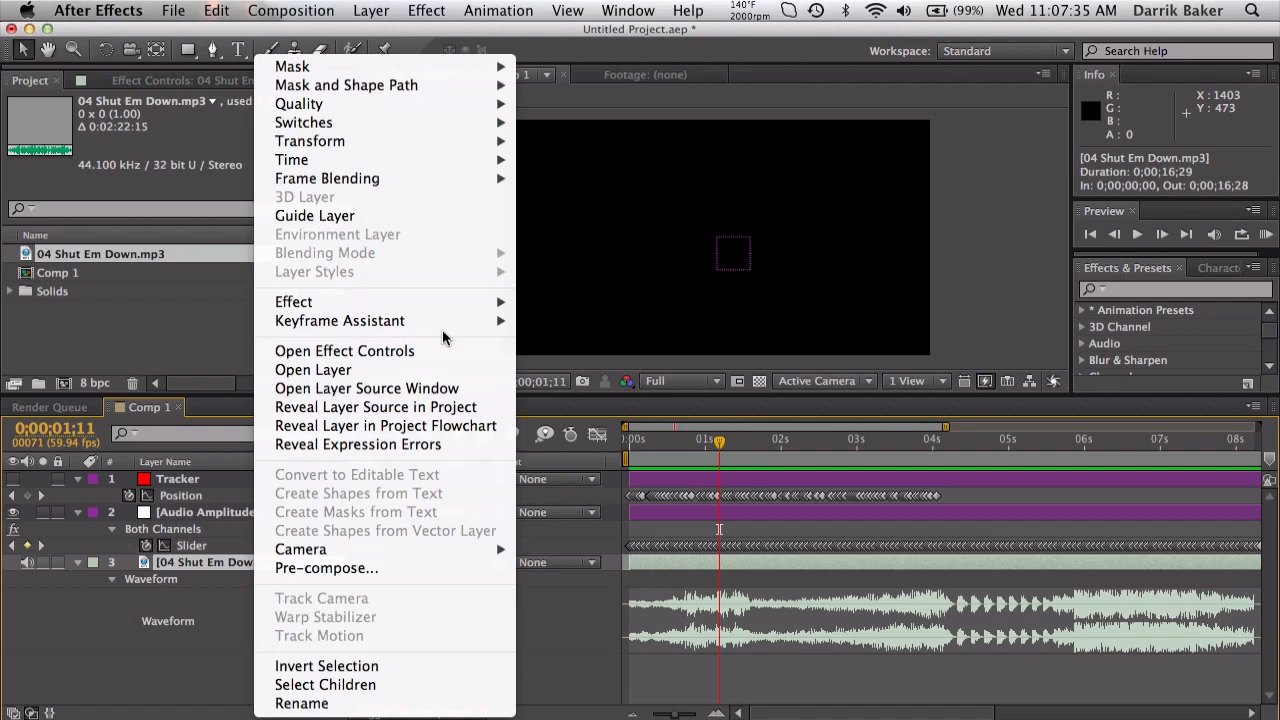 After Effects File Edit Composition Layer Effect Animation View Window Help 140°F 2000rpm (99%) Wed 11:07:35 AM Darrik Baker
Untitled Project.aep *
Workspace: Standard Search Help
Project Effect Controls: 04 Shut Em
04 Shut Em Down.mp3 , used
0 x 0 (1.00)
Δ 0:02:22:15
44.100 kHz / 32 bit U / Stereo
Name
04 Shut Em Down.mp3
Comp 1
Solids
8 bpc
Mask
Mask and Shape Path
Quality
Switches
Transform
Time
Frame Blending
3D Layer
Guide Layer
Environment Layer
Blending Mode
Layer Styles
Effect
Keyframe Assistant
Open Effect Controls
Open Layer
Open Layer Source Window
Reveal Layer Source in Project
Reveal Layer in Project Flowchart
Reveal Expression Errors
Convert to Editable Text
Create Shapes from Text
Create Masks from Text
Create Shapes from Vector Layer
Camera
Pre-compose...
Track Camera
Warp Stabilizer
Track Motion
Invert Selection
Select Children
Rename
1 Footage: (none)
0;00;01;11 Full Active Camera 1 View
Info
R : X : 1403
G : Y : 473
B :
A : 0
[04 Shut Em Down.mp3]
Duration: 0;00;16;29
In: 0;00;00;00, Out: 0;00;16;28
Preview
Effects & Presets Charact
* Animation Presets
3D Channel
Audio
Blur & Sharpen
Render Queue Comp 1
0;00;01;11
00071 (59.94 fps)
# Layer Name
1 Tracker None
Position
2 [Audio Amplitude None
Both Channels
Slider
3 [04 Shut Em Dow None
Waveform
Waveform
0:00s 01s 02s 03s 04s 05s 06s 07s 08s